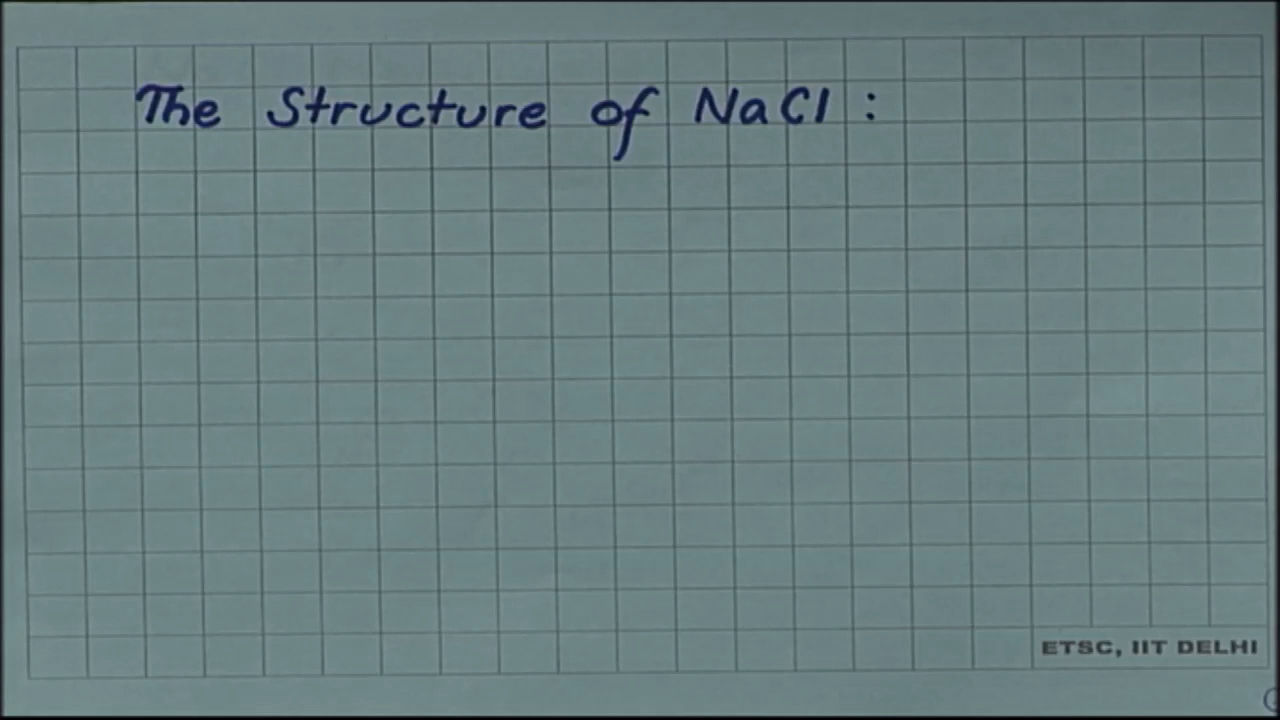 The Structure of NaCl :
ETSC, IIT DELHI